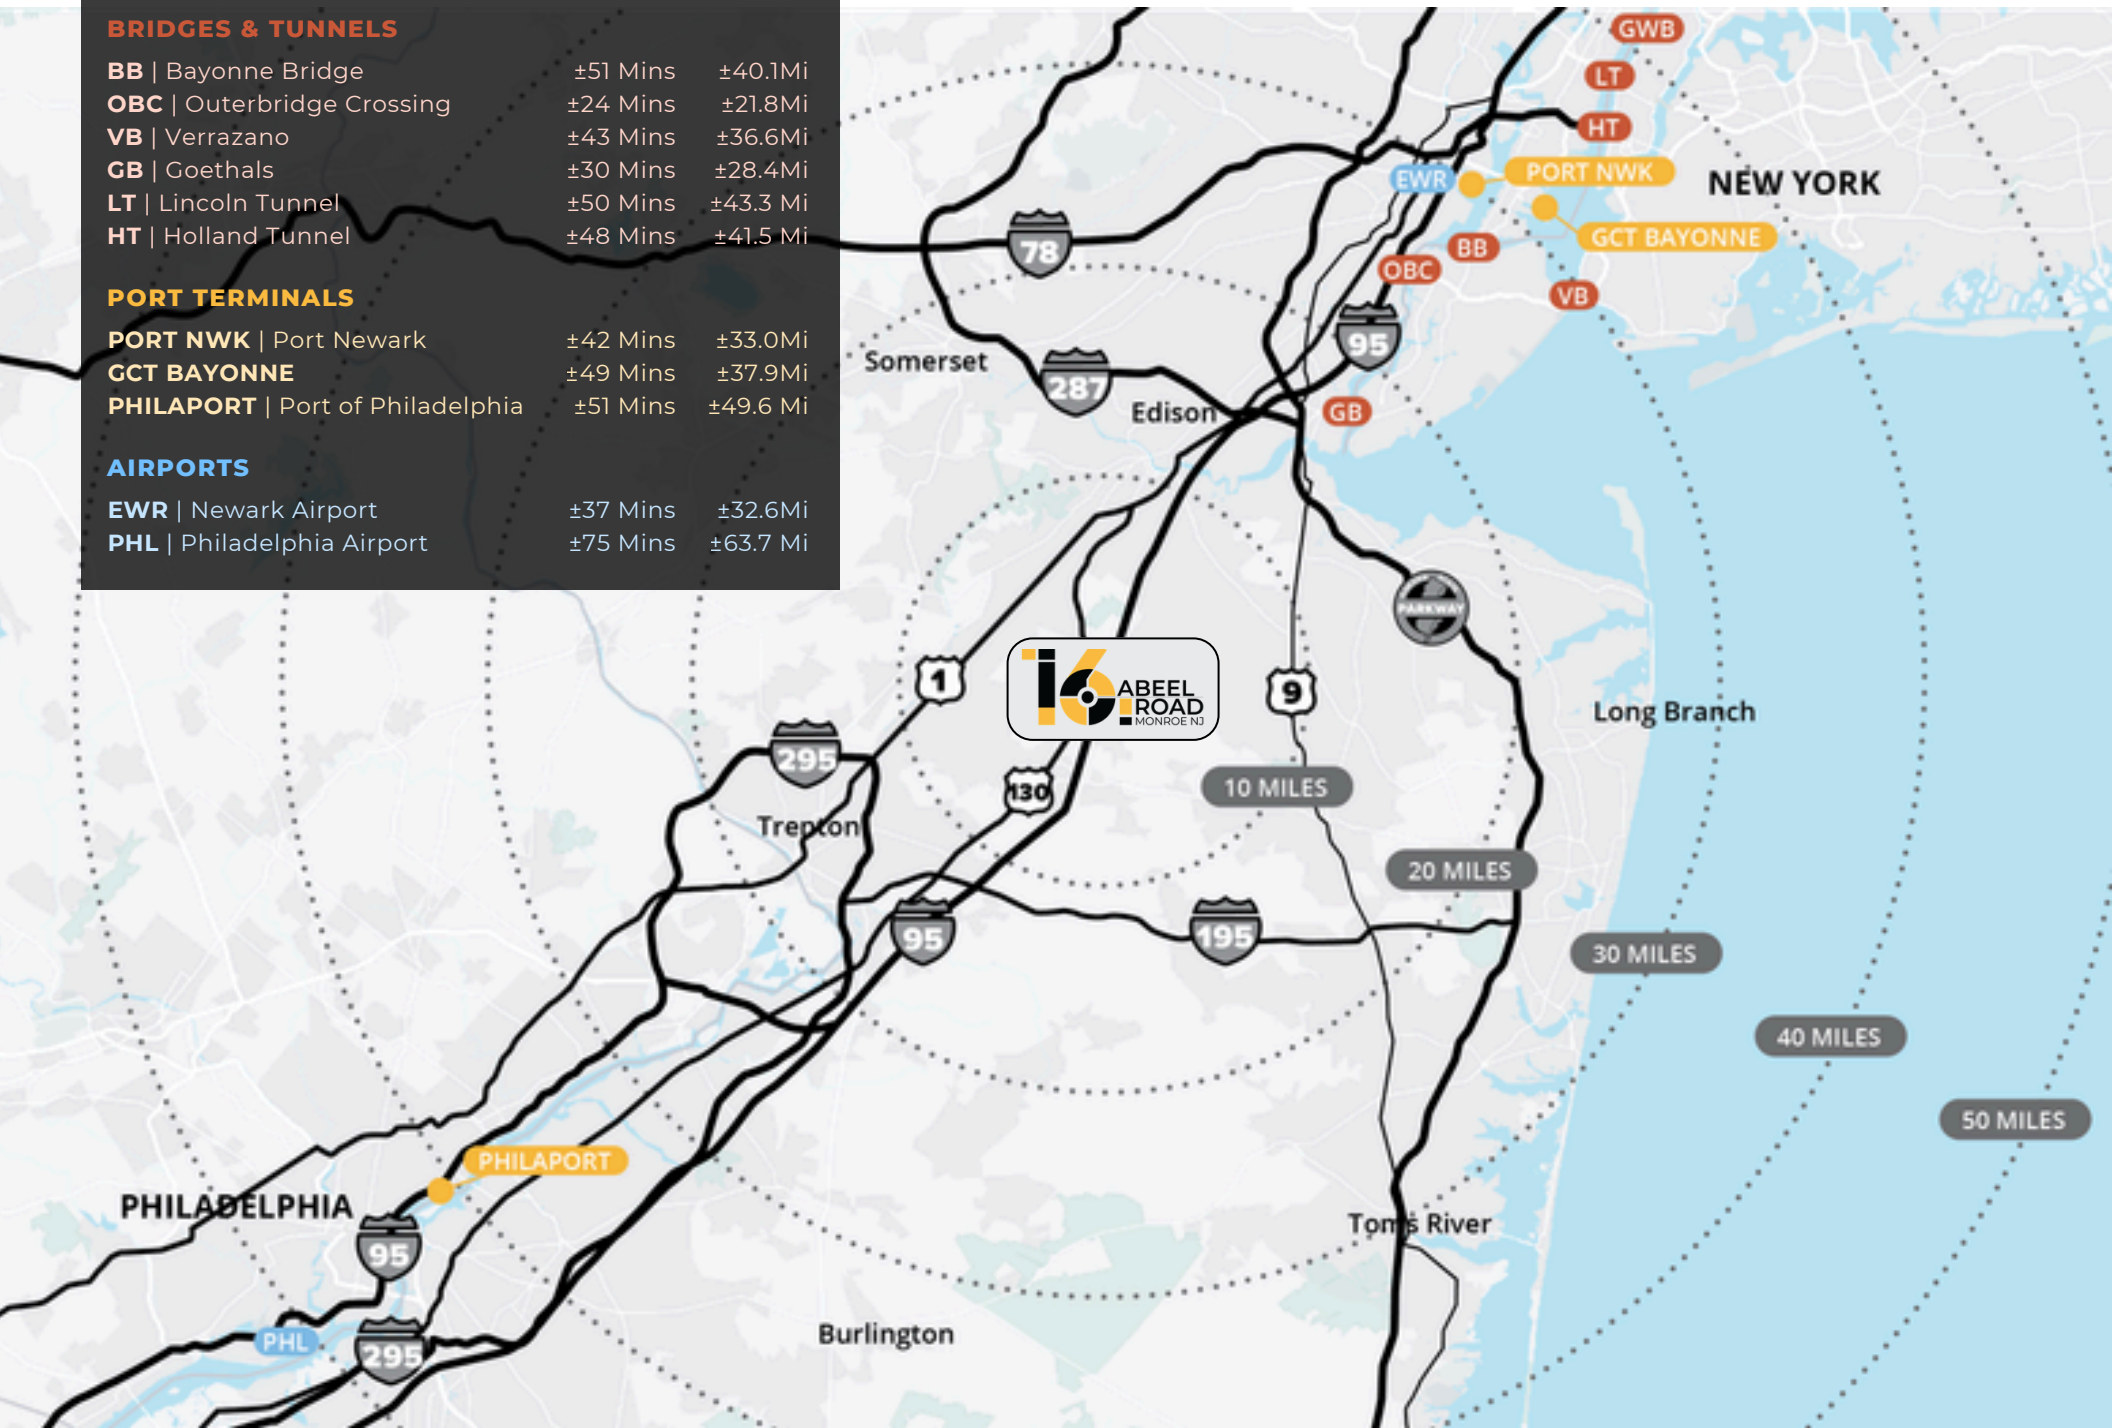 BRIDGES & TUNNELS
BB | Bayonne Bridge ±51 Mins ±40.1Mi
OBC | Outerbridge Crossing ±24 Mins ±21.8Mi
VB | Verrazano ±43 Mins ±36.6Mi
GB | Goethals ±30 Mins ±28.4Mi
LT | Lincoln Tunnel ±50 Mins ±43.3 Mi
HT | Holland Tunnel ±48 Mins ±41.5 Mi
PORT TERMINALS
PORT NWK | Port Newark ±42 Mins ±33.0Mi
GCT BAYONNE ±49 Mins ±37.9Mi
PHILAPORT | Port of Philadelphia ±51 Mins ±49.6 Mi
AIRPORTS
EWR | Newark Airport ±37 Mins ±32.6Mi
PHL | Philadelphia Airport ±75 Mins ±63.7 Mi
GWB
LT
HT
EWR
PORT NWK
NEW YORK
GCT BAYONNE
BB
78
OBC
VB
95
Somerset
287
Edison
GB
PARKWAY
1
16 ABEEL
ROAD
MONROE NJ
9
Long Branch
295
130
10 MILES
Trenton
20 MILES
95
195
30 MILES
40 MILES
50 MILES
PHILAPORT
PHILADELPHIA
95
Toms River
PHL
295
Burlington